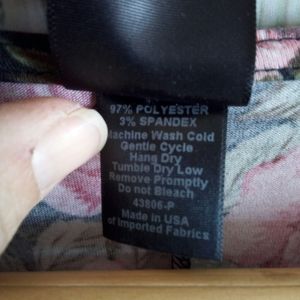 97% POLYESTER
3% SPANDEX
achine Wash Cold
Gentle Cycle
Hang Dry
Tumble Dry Low
Remove Promptly
Do not Bleach
43806-P
Made in USA
of Imported Fabrics